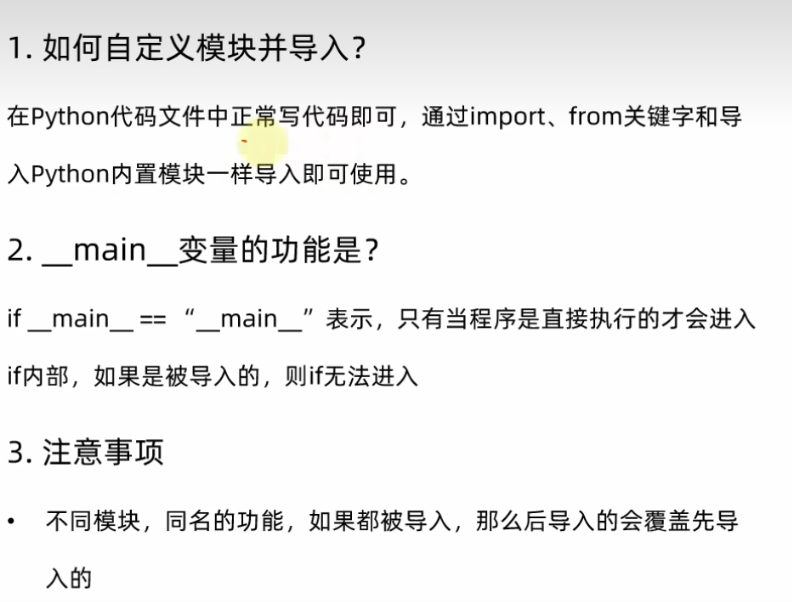 1. 如何自定义模块并导入？
在Python代码文件中正常写代码即可，通过import、from关键字和导
入Python内置模块一样导入即可使用。
2. __main__变量的功能是？
if __main__ == “__main__”表示，只有当程序是直接执行的才会进入
if内部，如果是被导入的，则if无法进入
3. 注意事项
• 不同模块，同名的功能，如果都被导入，那么后导入的会覆盖先导
入的